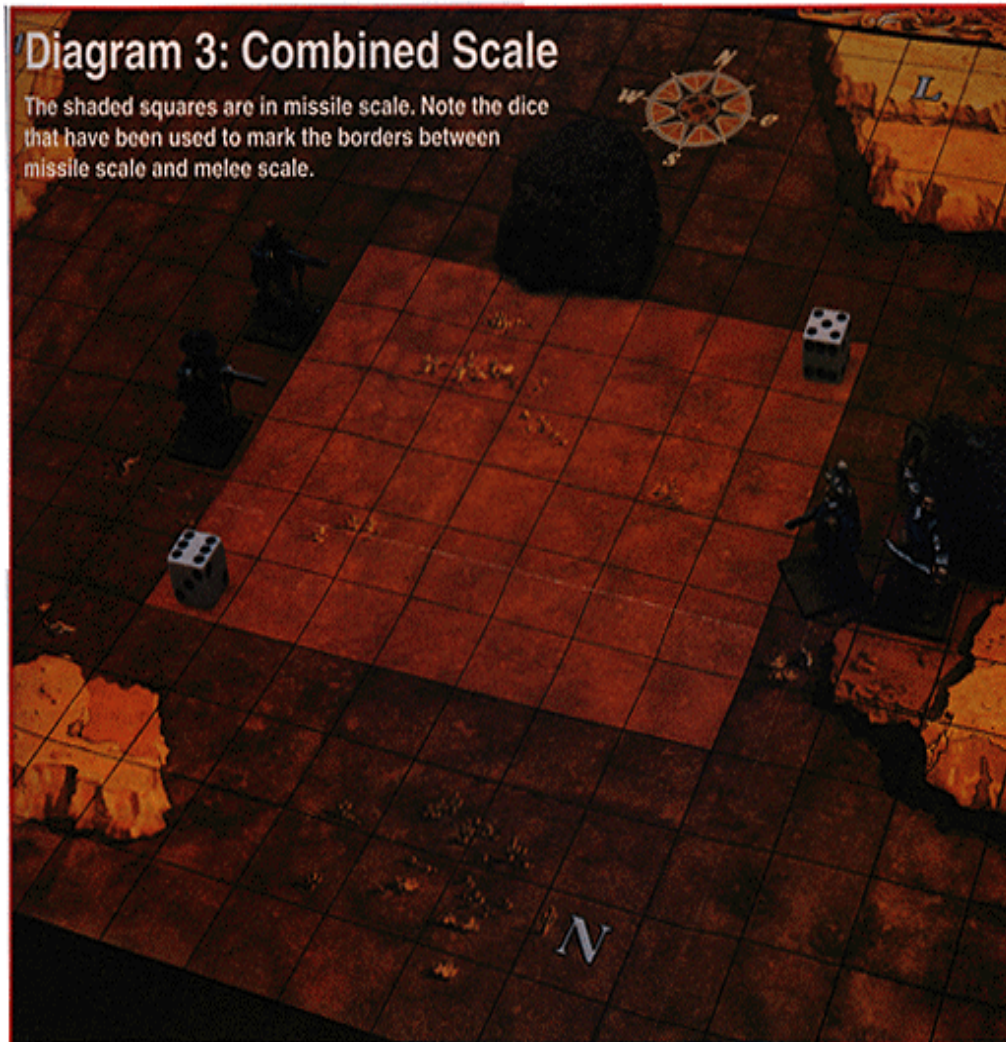 Diagram 3: Combined Scale
The shaded squares are in missile scale. Note the dice
that have been used to mark the borders between
missile scale and melee scale.
N
W
e
S
L
N